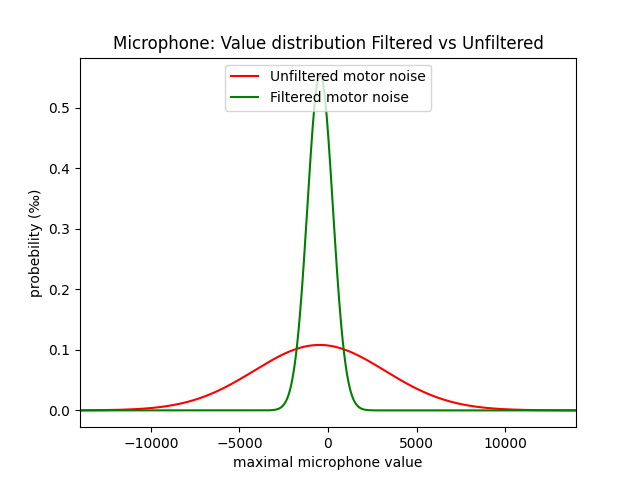 Microphone: Value distribution Filtered vs Unfiltered
Unfiltered motor noise
Filtered motor noise
probebility (‰)
0.5
0.4
0.3
0.2
0.1
0.0
−10000 −5000 0 5000 10000
maximal microphone value